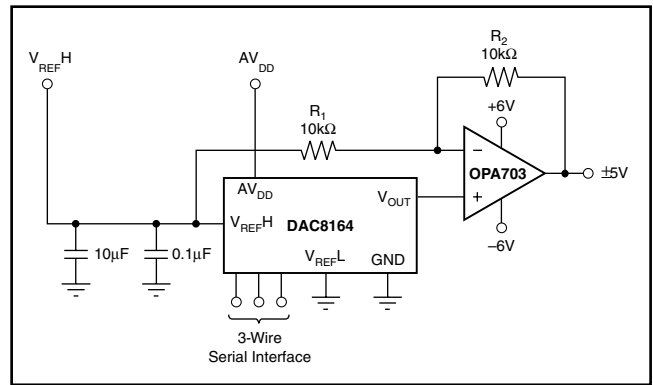 R2
10kΩ
VREFH
AVDD
+6V
R1
10kΩ
−
OPA703
±5V
+
−6V
AVDD
VOUT
VREFH
DAC8164
10µF
0.1µF
VREFL
GND
3-Wire
Serial Interface